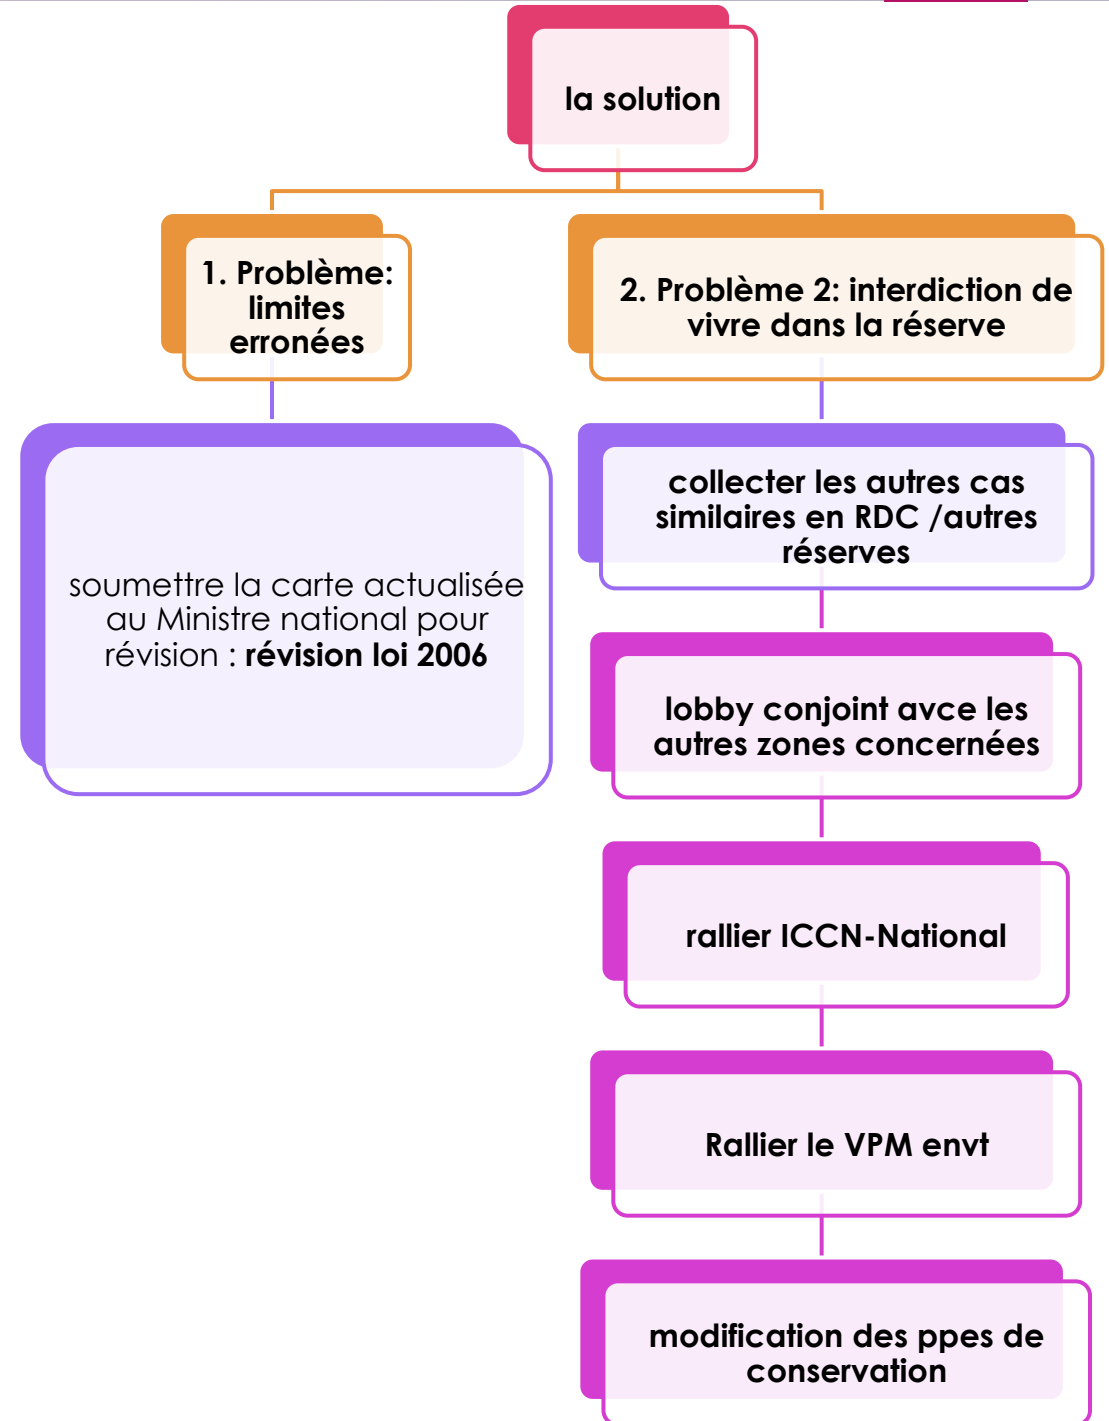 la solution
1. Problème:
limites
erronées
soumettre la carte actualisée
au Ministre national pour
révision : révision loi 2006
2. Problème 2: interdiction de
vivre dans la réserve
collecter les autres cas
similaires en RDC /autres
réserves
lobby conjoint avce les
autres zones concernées
rallier ICCN-National
Rallier le VPM envt
modification des ppes de
conservation